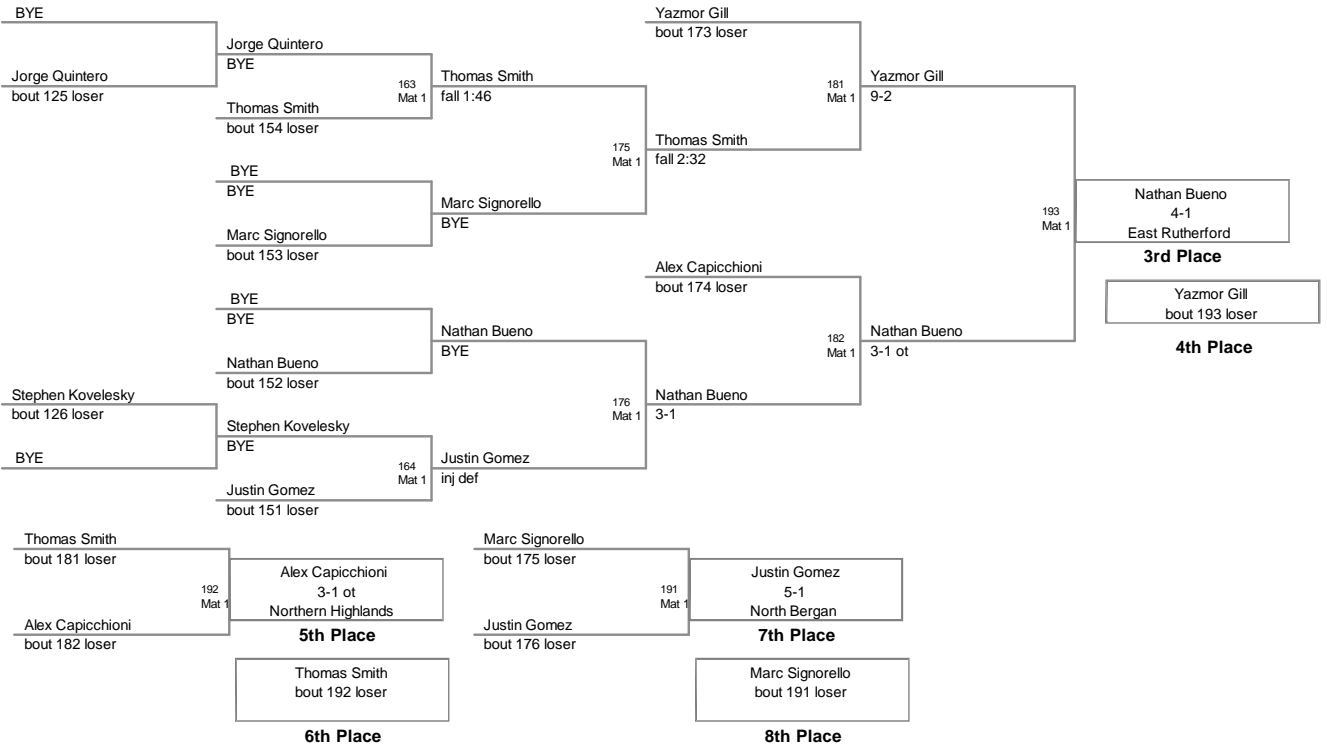 BYE
Jorge Quintero
bout 125 loser
Jorge Quintero
BYE
163
Mat 1
Thomas Smith
bout 154 loser
Thomas Smith
fall 1:46
BYE
BYE
Marc Signorello
bout 153 loser
Marc Signorello
BYE
175
Mat 1
Yazmor Gill
bout 173 loser
Thomas Smith
fall 2:32
181
Mat 1
Yazmor Gill
9-2
BYE
BYE
Nathan Bueno
bout 152 loser
Nathan Bueno
BYE
Stephen Kovelesky
bout 126 loser
BYE
Stephen Kovelesky
BYE
164
Mat 1
Justin Gomez
bout 151 loser
Justin Gomez
inj def
176
Mat 1
Alex Capicchioni
bout 174 loser
Nathan Bueno
3-1
182
Mat 1
Nathan Bueno
3-1 ot
193
Mat 1
Nathan Bueno
4-1
East Rutherford
3rd Place
Yazmor Gill
bout 193 loser
4th Place
Thomas Smith
bout 181 loser
192
Mat 1
Alex Capicchioni
bout 182 loser
Alex Capicchioni
3-1 ot
Northern Highlands
5th Place
Thomas Smith
bout 192 loser
6th Place
Marc Signorello
bout 175 loser
191
Mat 1
Justin Gomez
bout 176 loser
Justin Gomez
5-1
North Bergan
7th Place
Marc Signorello
bout 191 loser
8th Place